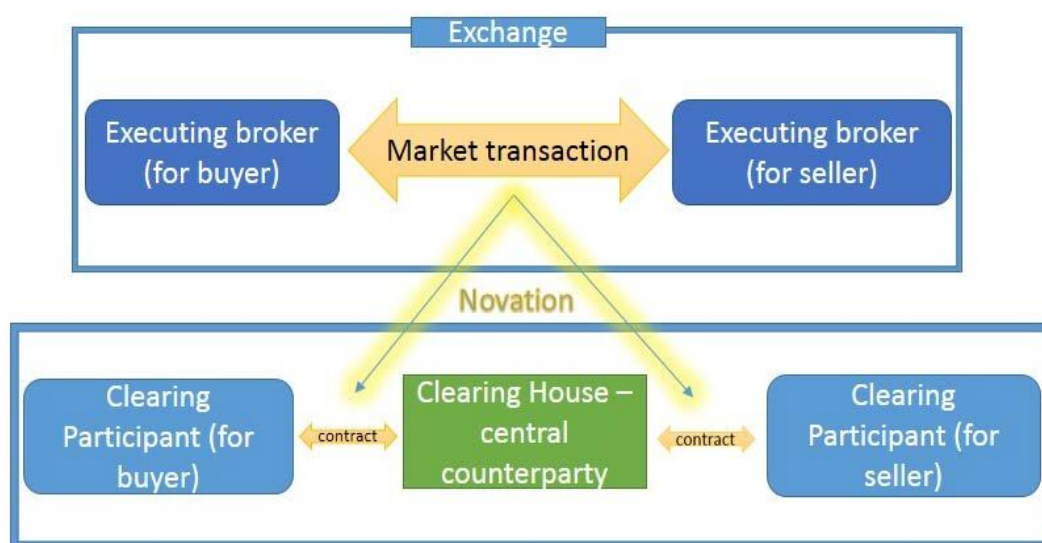 Exchange
Executing broker
(for buyer)
Market transaction
Executing broker
(for seller)
Novation
Clearing
Participant (for
buyer)
contract
Clearing House –
central
counterparty
contract
Clearing
Participant (for
seller)